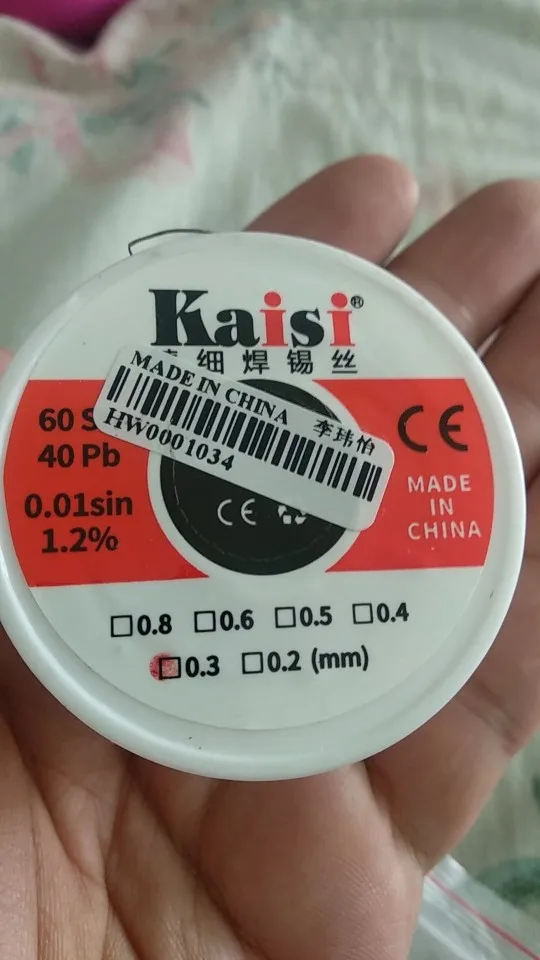 Kaisi®
细焊锡丝
MADE IN CHINA 李玮怡
HW0001034
60 S
40 Pb
0.01sin
1.2%
CE
MADE
IN
CHINA
CE
□0.8 □0.6 □0.5 □0.4
□0.3 □0.2 (mm)